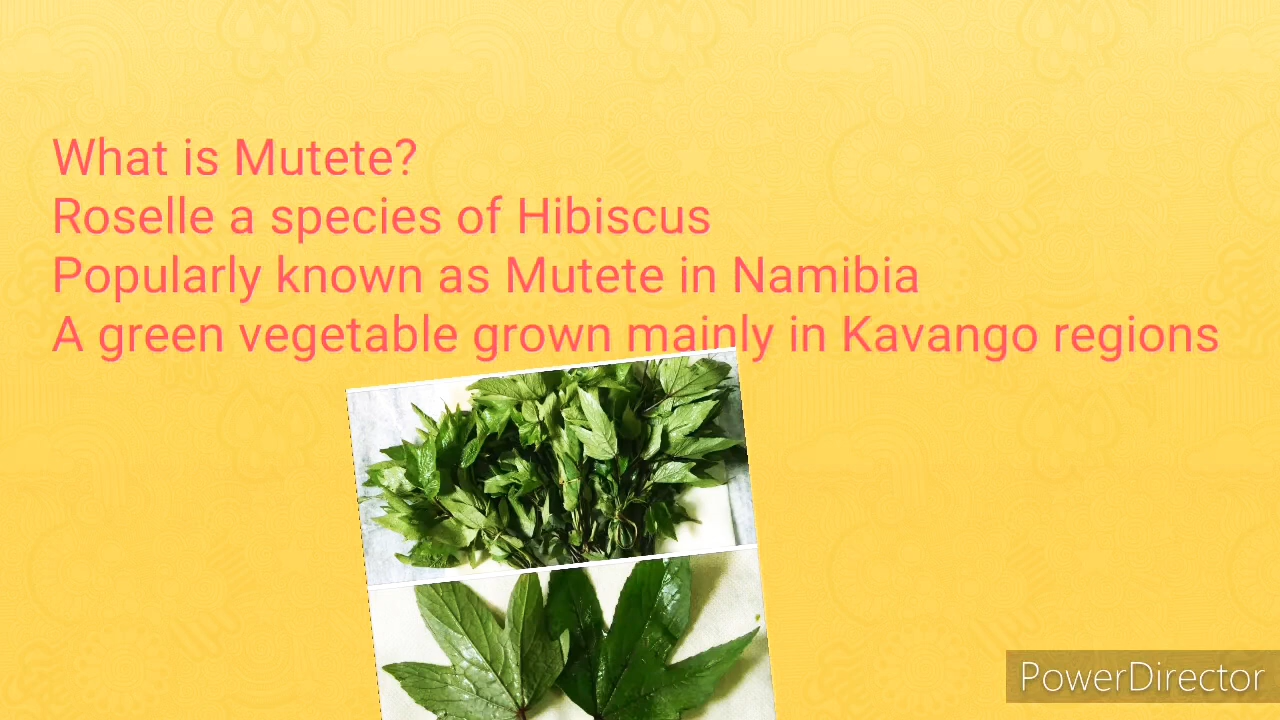 What is Mutete?
Roselle a species of Hibiscus
Popularly known as Mutete in Namibia
A green vegetable grown mainly in Kavango regions
PowerDirector